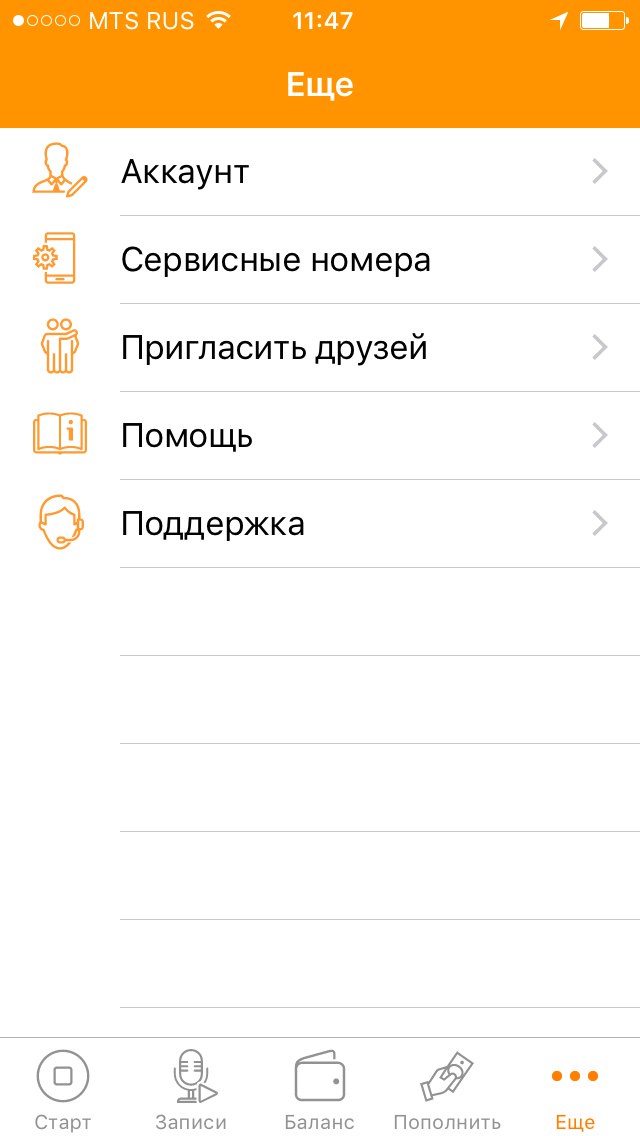 MTS RUS 11:47
Еще
Аккаунт
Сервисные номера
Пригласить друзей
Помощь
Поддержка
Старт Записи Баланс Пополнить Еще